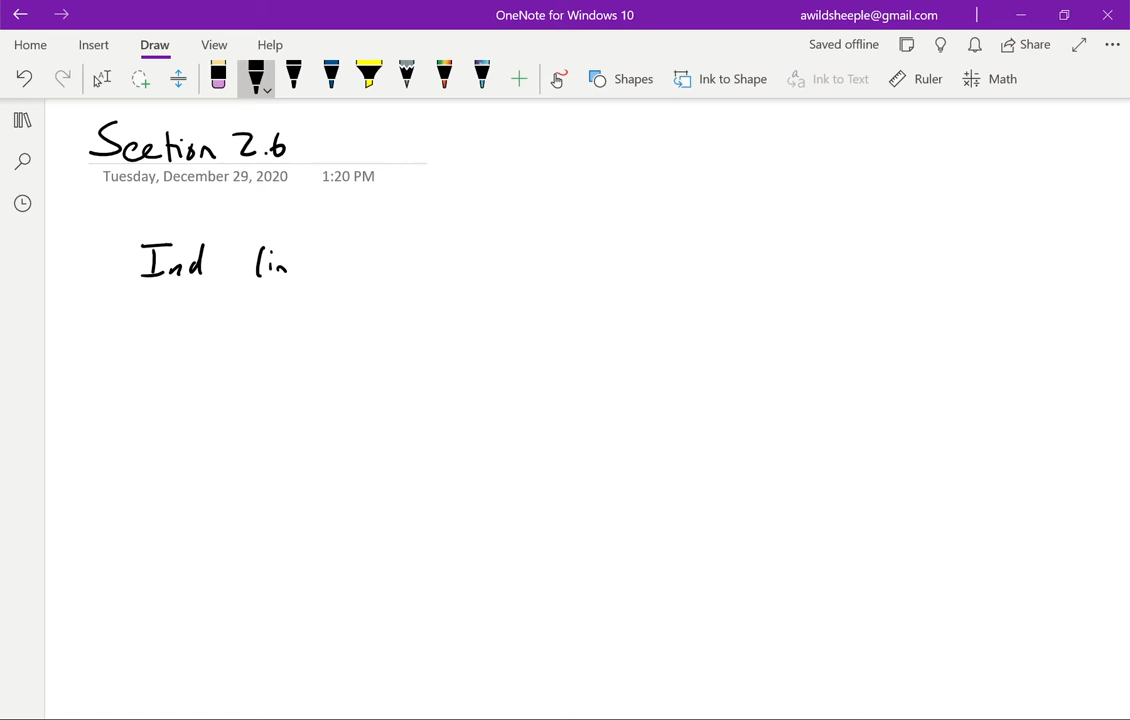 OneNote for Windows 10
awildsheeple@gmail.com
Home Insert Draw View Help
Saved offline
Share
Shapes
Ink to Shape
Ink to Text
Ruler
Math
Section 2.6
Tuesday, December 29, 2020 1:20 PM
Ind lin